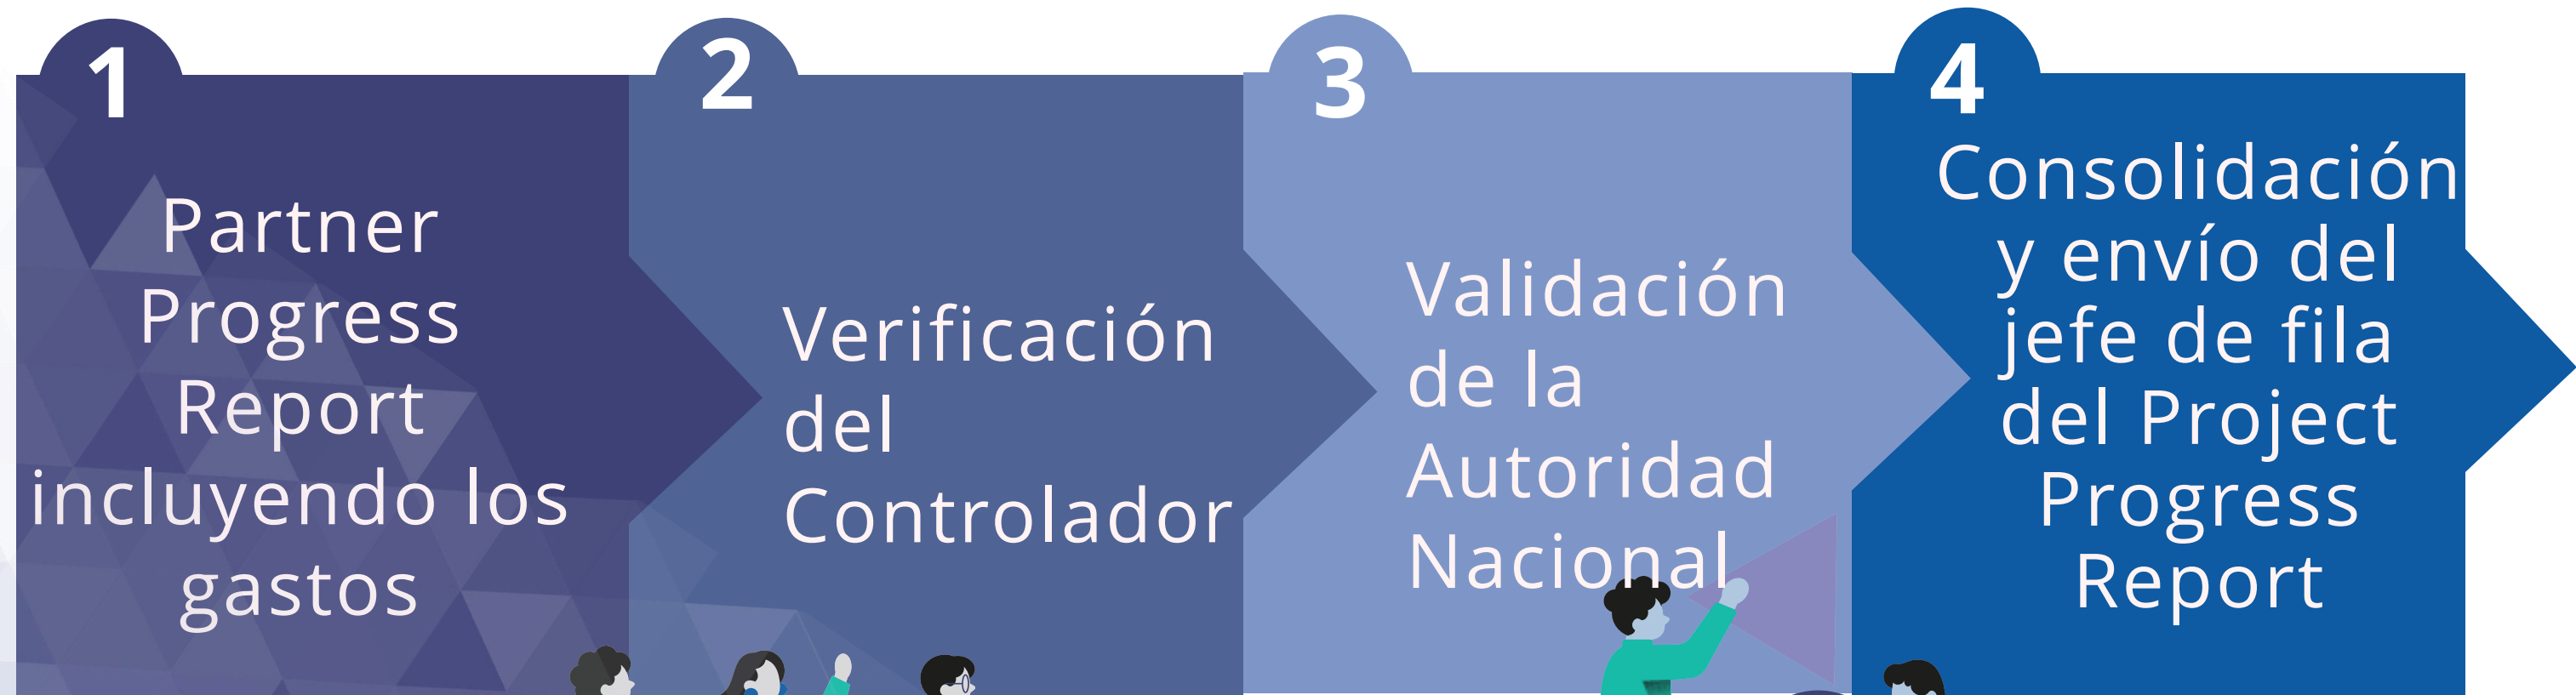 1
Partner
Progress
Report
incluyendo los
gastos
2
Verificación
del
Controlador
3
Validación
de la
Autoridad
Nacional
4
Consolidación
y envío del
jefe de fila
del Project
Progress
Report